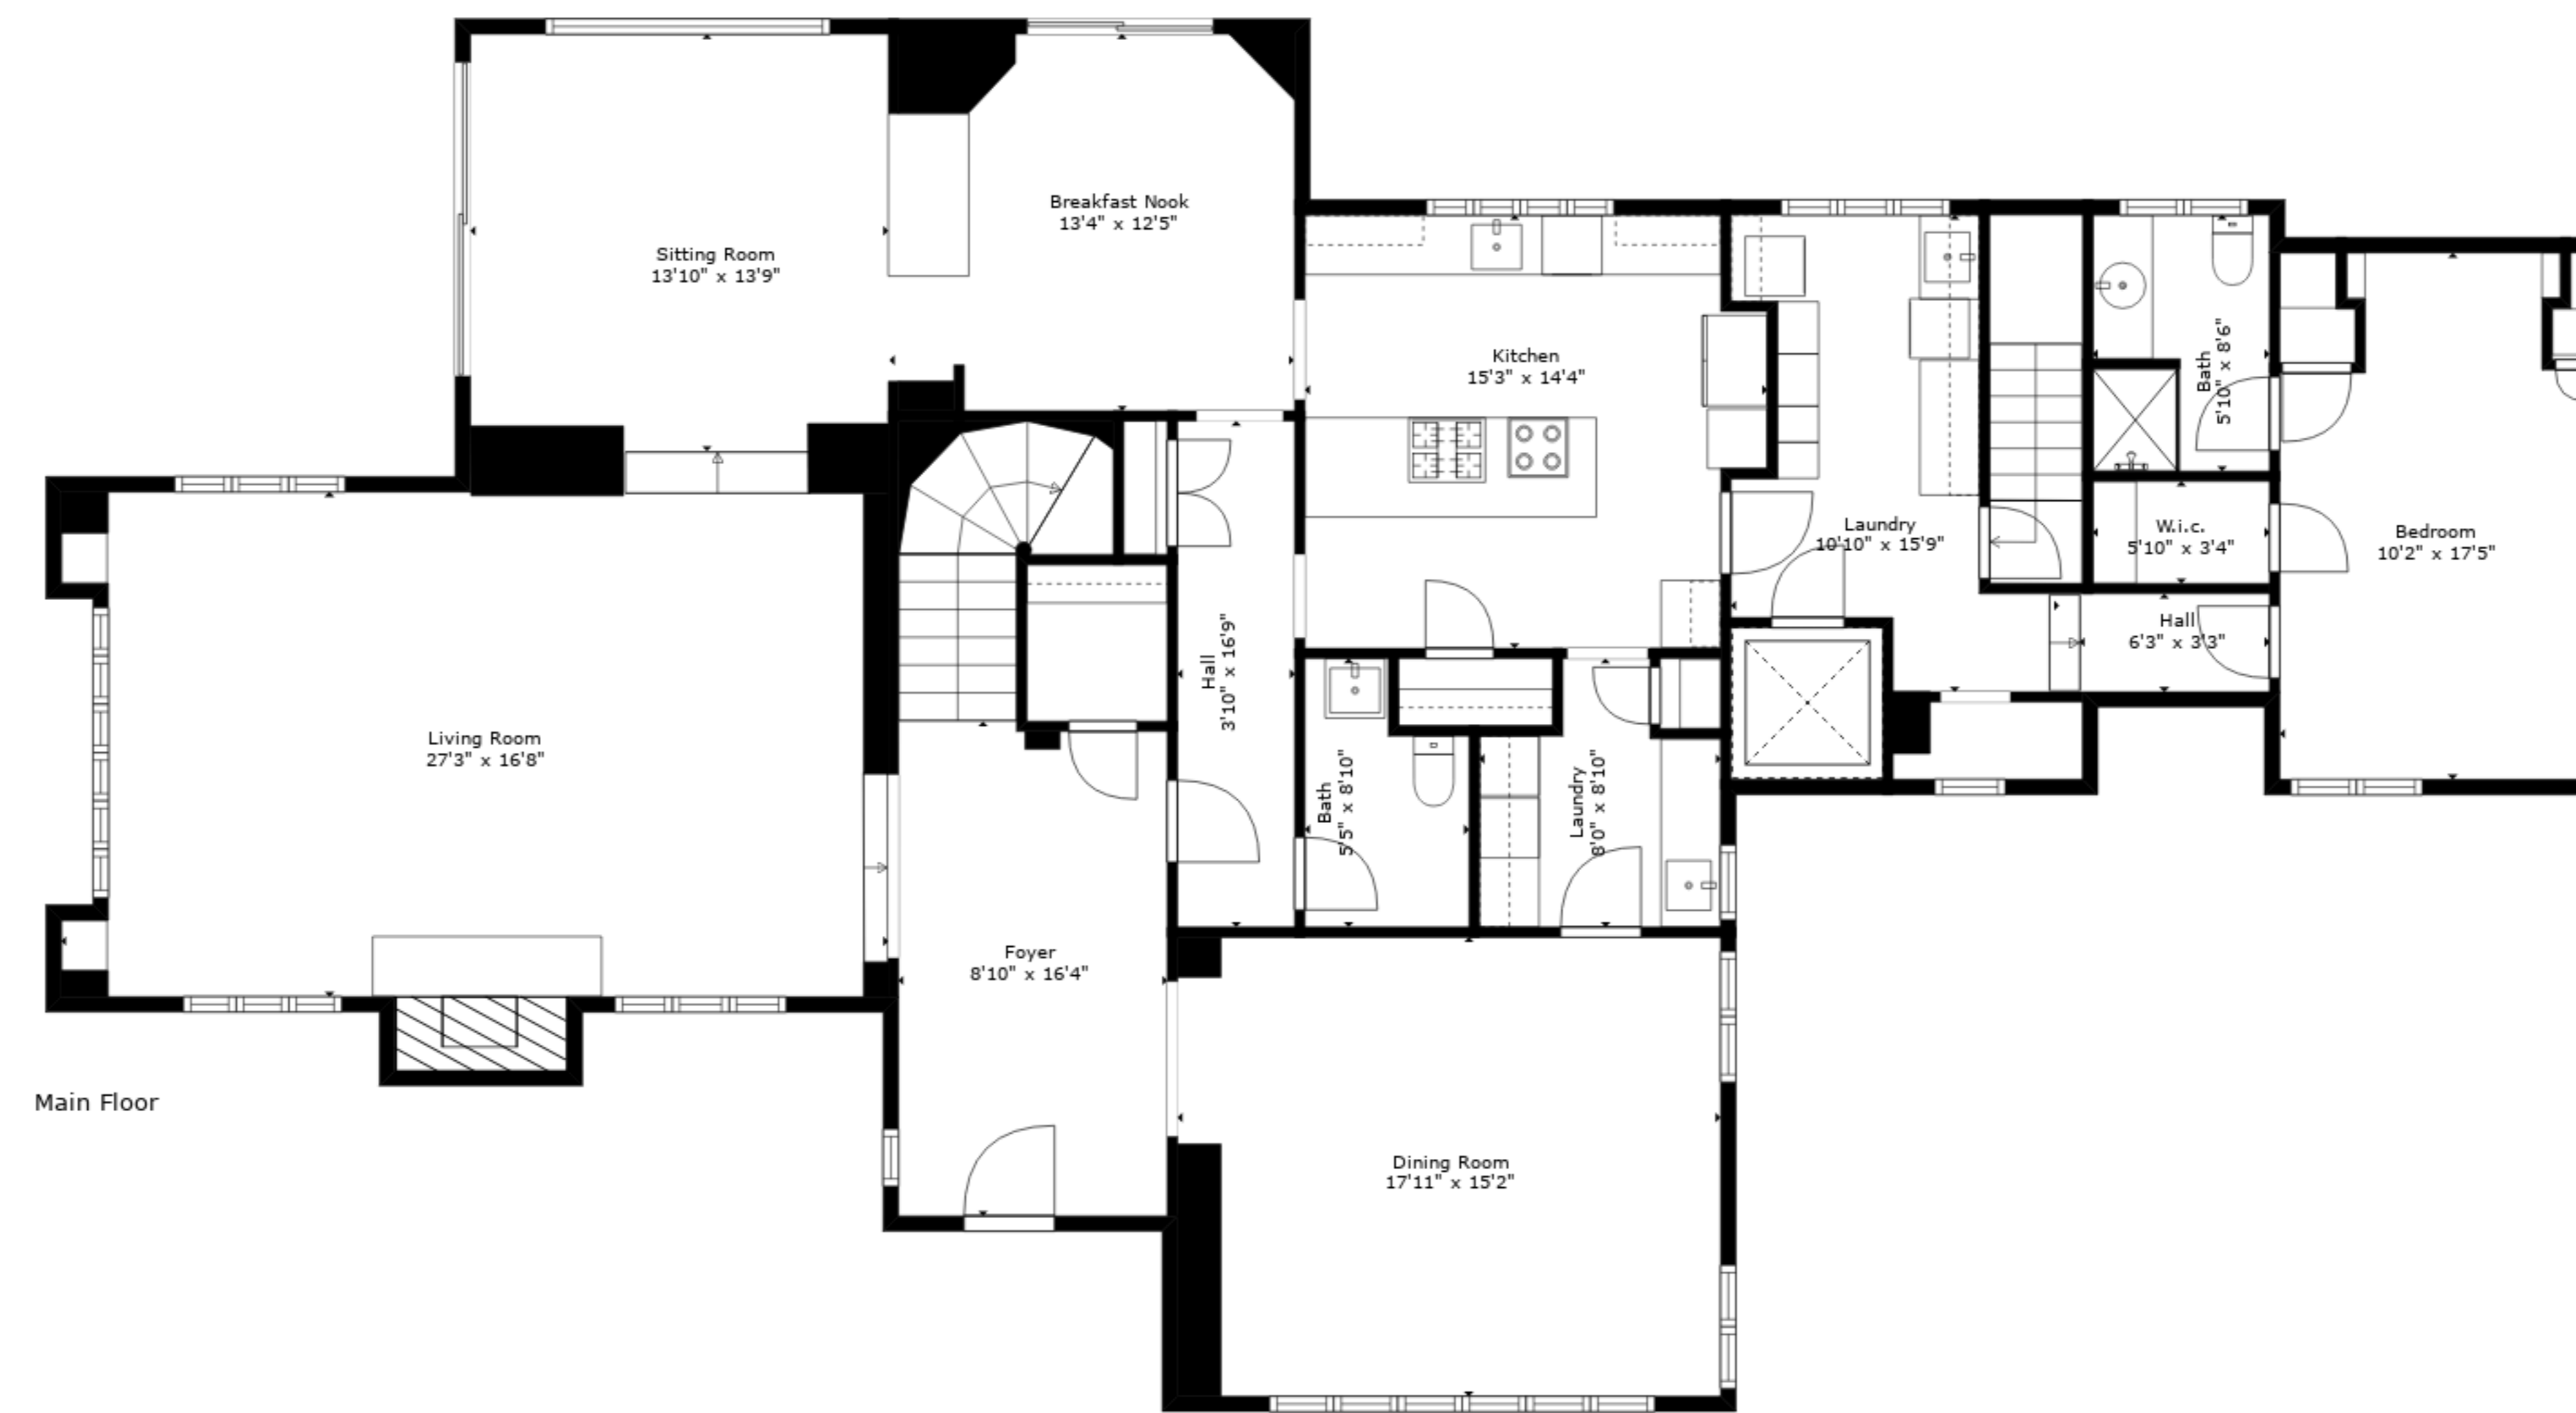 Breakfast Nook
13'4" x 12'5"
Sitting Room
13'10" x 13'9"
Kitchen
15'3" x 14'4"
Bath
5'10" x 8'6"
Laundry
10'10" x 15'9"
W.i.c.
5'10" x 3'4"
Bedroom
10'2" x 17'5"
Hall
6'3" x 3'3"
Hall
3'10" x 16'9"
Living Room
27'3" x 16'8"
Bath
5'5" x 8'10"
Laundry
8'0" x 8'10"
Foyer
8'10" x 16'4"
Main Floor
Dining Room
17'11" x 15'2"